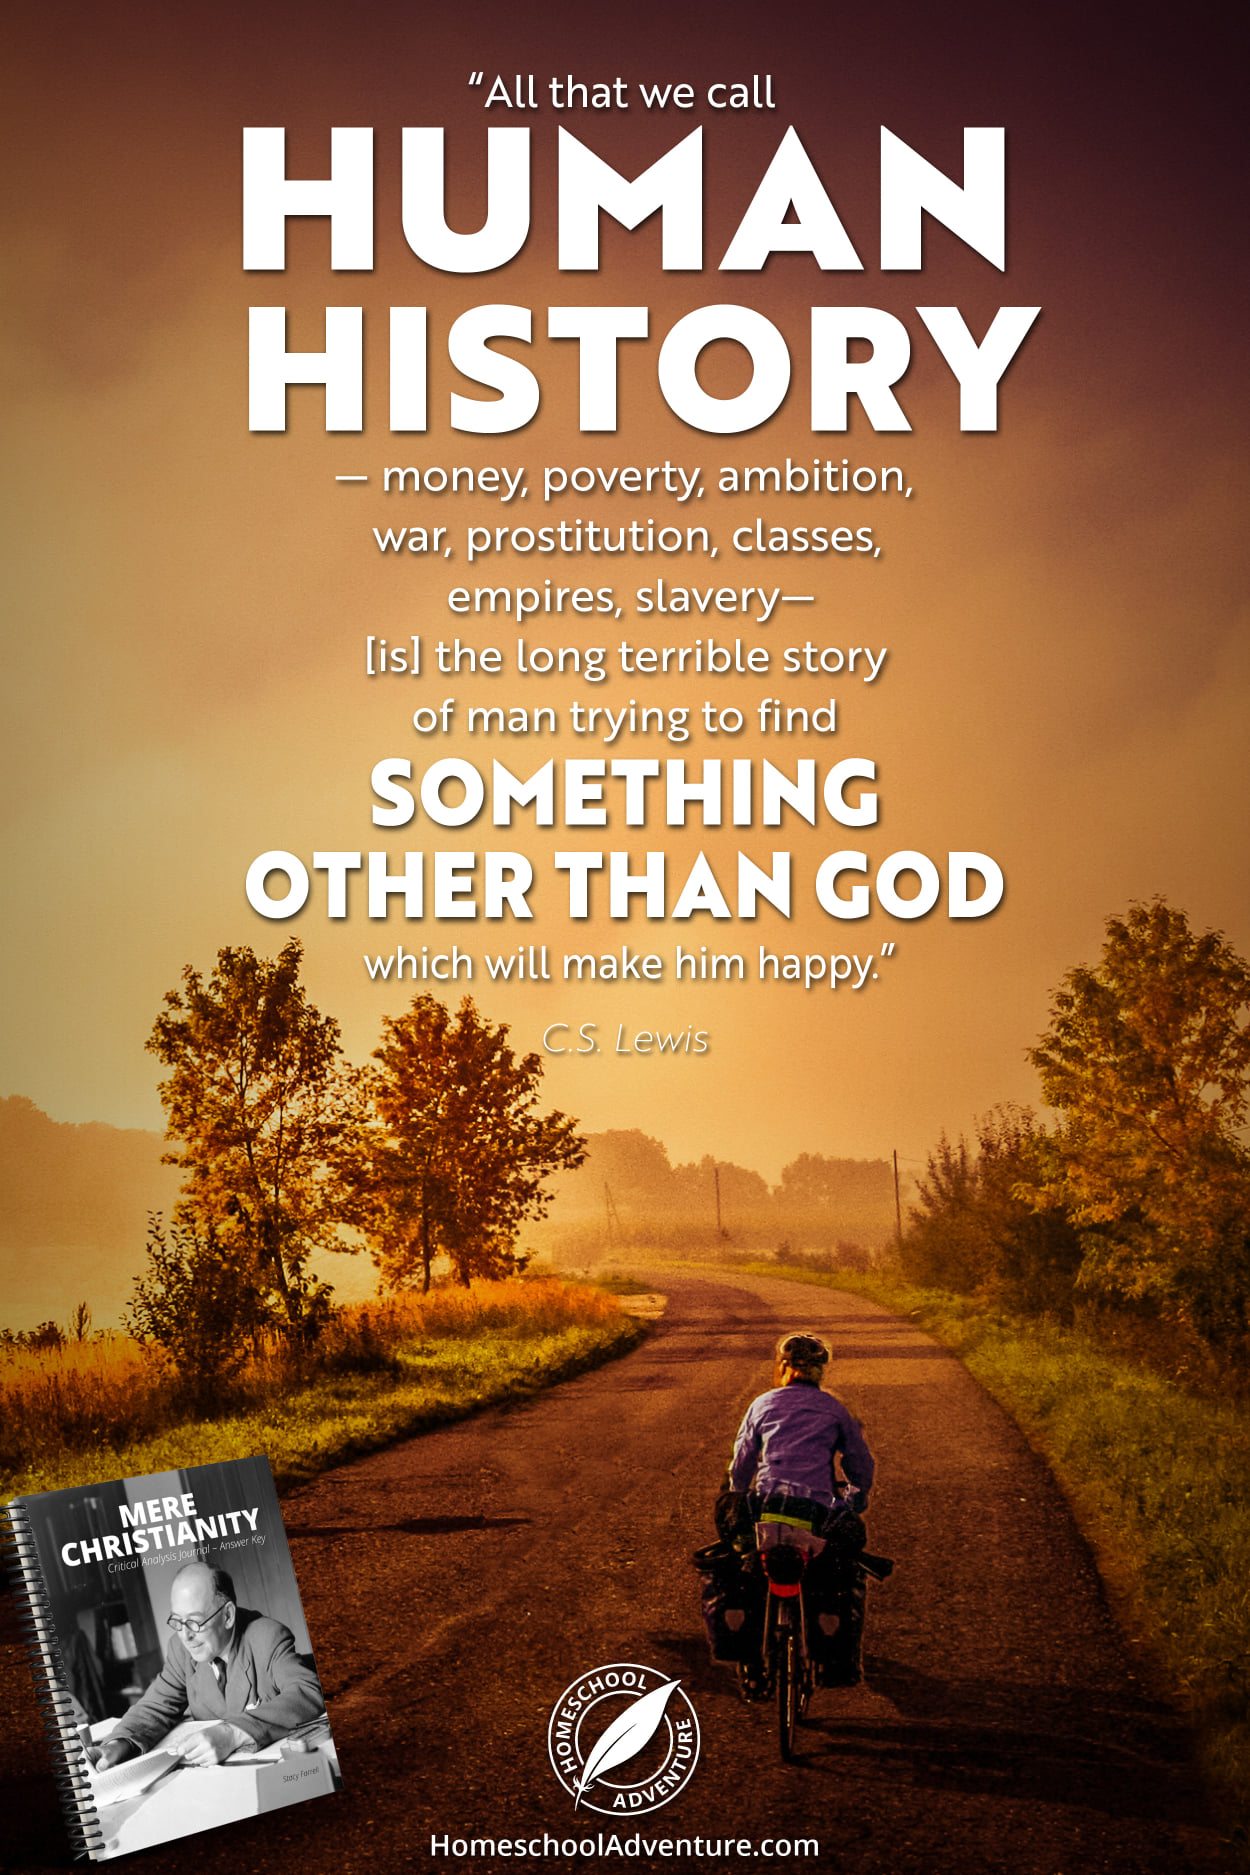 “All that we call
HUMAN
HISTORY
– money, poverty, ambition,
war, prostitution, classes,
empires, slavery—
[is] the long terrible story
of man trying to find
SOMETHING
OTHER THAN GOD
which will make him happy.”
C.S. Lewis
MERE
CHRISTIANITY
Critical Analysis Journal – Answer Key
Stacy Farrell
HOMESCHOOL
ADVENTURE
HomeschoolAdventure.com